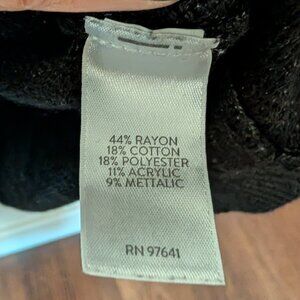 44% RAYON
18% COTTON
18% POLYESTER
11% ACRYLIC
9% METTALIC
RN 97641